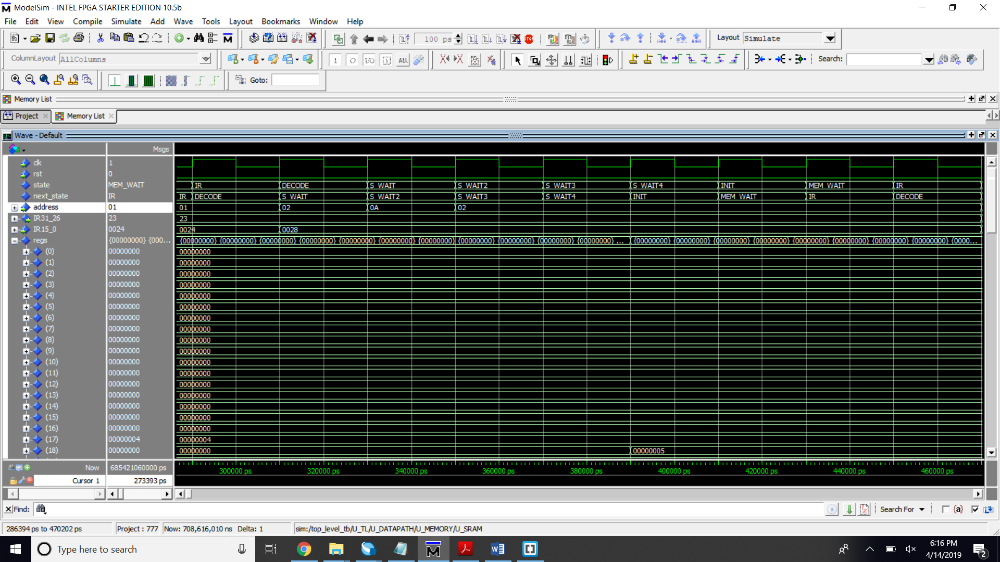 ModelSim - INTEL FPGA STARTER EDITION 10.5b
File Edit View Compile Simulate Add Wave Tools Layout Bookmarks Window Help
100 ps Layout Simulate
ColumnLayout AllColumns Search:
Goto:
Memory List
Project Memory List
Wave - Default
Msgs
clk 1
rst 0
state MEM_WAIT IR DECODE S_WAIT S_WAIT2 S_WAIT3 S_WAIT4 INIT MEM_WAIT IR
next_state IR IR DECODE S_WAIT S_WAIT2 S_WAIT3 S_WAIT4 INIT MEM_WAIT IR DECODE
address 01 01 02 0A 02
IR31_26 23 23
IR15_0 0024 0024 0028
regs {00000000} {000... {00000000} {00000000} {00000000} {00000000} {00000000} {00000000} {00000000} {00000000} {00000000} {00000000} {00000000} ... {00000000} {00000000} {00000000} {00000000} {00000000} {00000000} {00000000} {00000000} {0000...
(0) 00000000 00000000
(1) 00000000 00000000
(2) 00000000 00000000
(3) 00000000 00000000
(4) 00000000 00000000
(5) 00000000 00000000
(6) 00000000 00000000
(7) 00000000 00000000
(8) 00000000 00000000
(9) 00000000 00000000
(10) 00000000 00000000
(11) 00000000 00000000
(12) 00000000 00000000
(13) 00000000 00000000
(14) 00000000 00000000
(15) 00000000 00000000
(16) 00000000 00000000
(17) 00000004 00000004
(18) 00000000 00000000 00000005
Now 685421060000 ps 300000 ps 320000 ps 340000 ps 360000 ps 380000 ps 400000 ps 420000 ps 440000 ps 460000 ps
Cursor 1 273393 ps
Find: Search For {a}
286394 ps to 470202 ps Project : 777 Now: 708,616,010 ns Delta: 1 sim:/top_level_tb/U_TL/U_DATAPATH/U_MEMORY/U_SRAM
Type here to search 6:16 PM
4/14/2019 2